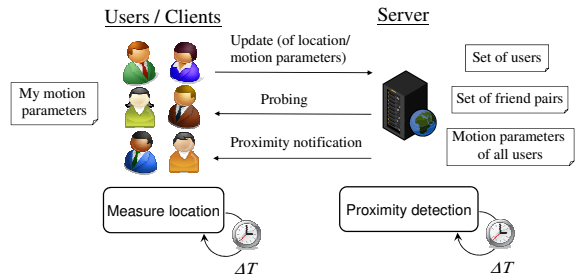 Users / Clients
Server
Update (of location/
motion parameters)
Set of users
My motion
parameters
Probing
Set of friend pairs
Proximity notification
Motion parameters
of all users
Measure location
Proximity detection
ΔT
ΔT